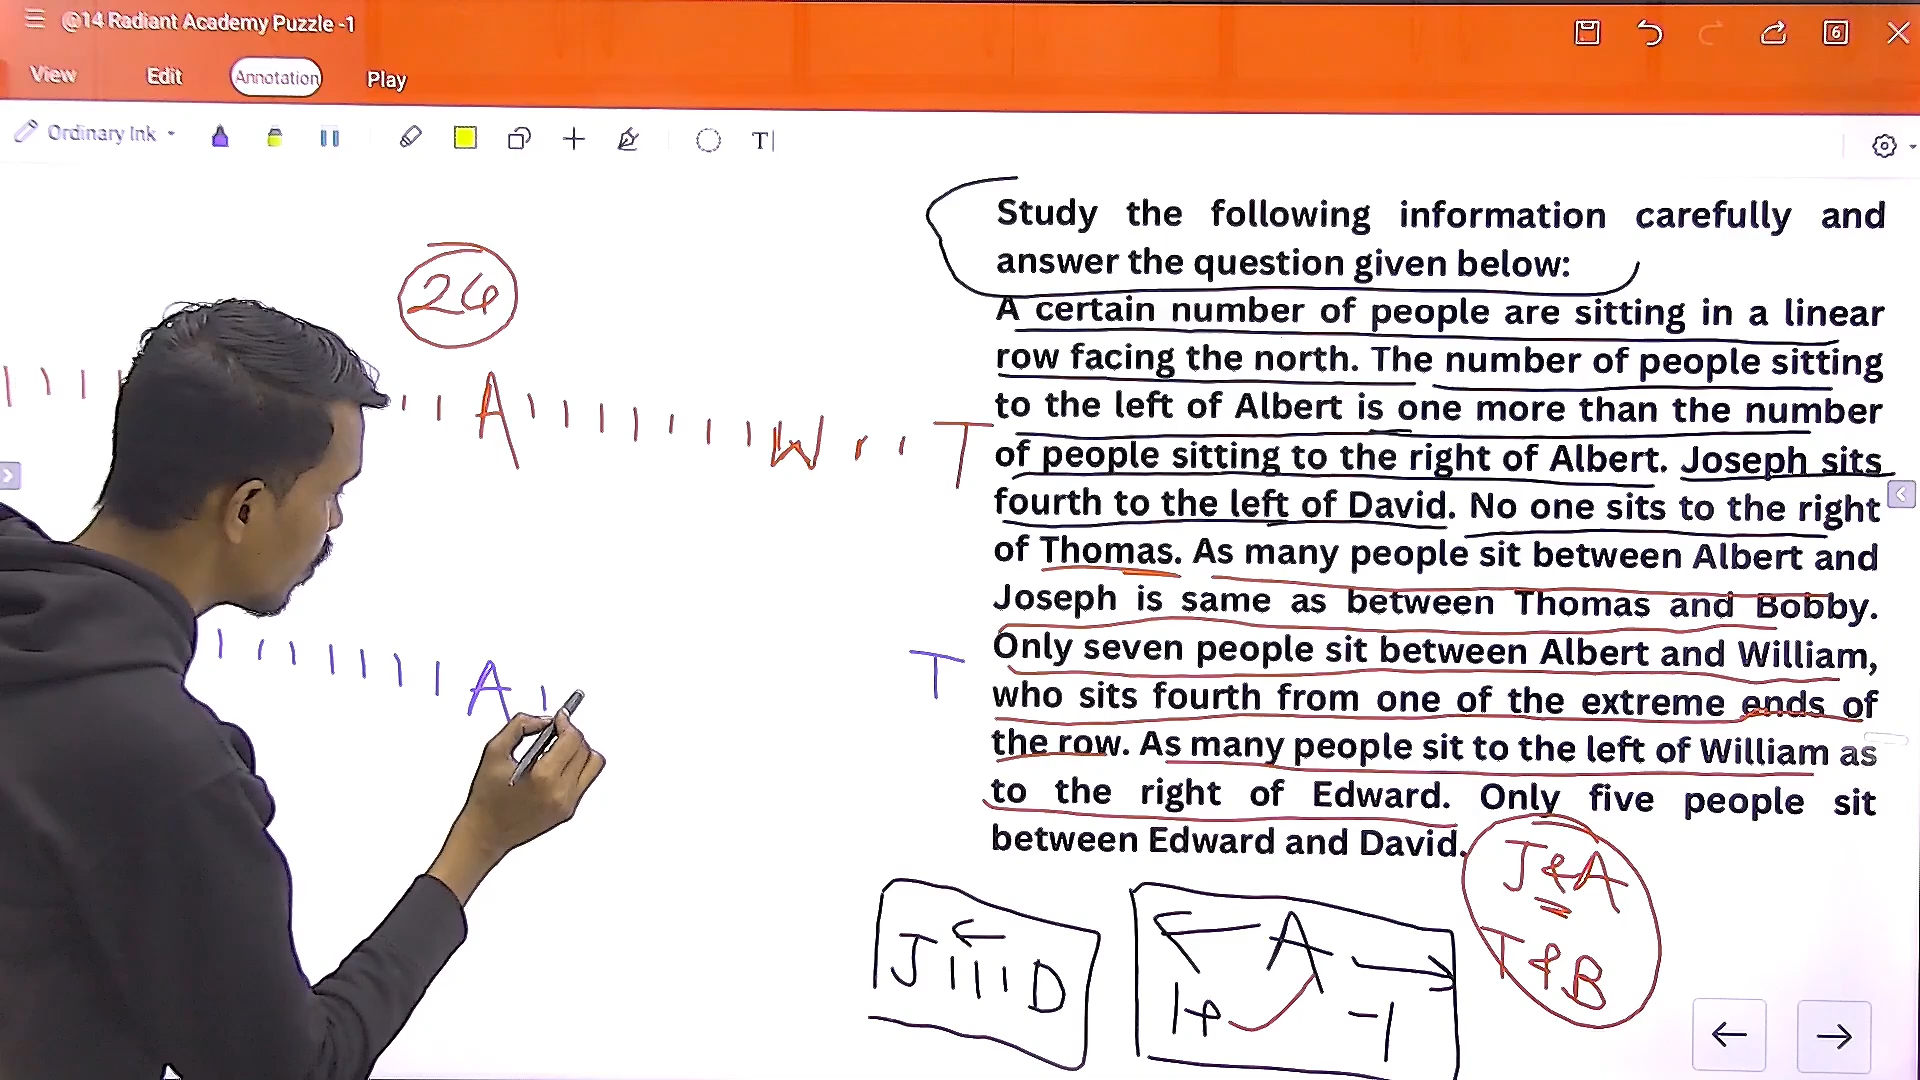 @14 Radiant Academy Puzzle -1
6
View Edit Annotation Play
Ordinary Ink
T|
Study the following information carefully and
answer the question given below:
A certain number of people are sitting in a linear
row facing the north. The number of people sitting
to the left of Albert is one more than the number
of people sitting to the right of Albert. Joseph sits
fourth to the left of David. No one sits to the right
of Thomas. As many people sit between Albert and
Joseph is same as between Thomas and Bobby.
Only seven people sit between Albert and William,
who sits fourth from one of the extreme ends of
the row. As many people sit to the left of William as
to the right of Edward. Only five people sit
between Edward and David.
24
A W T
A T
J D
A
1+ -1
J & A
T & B